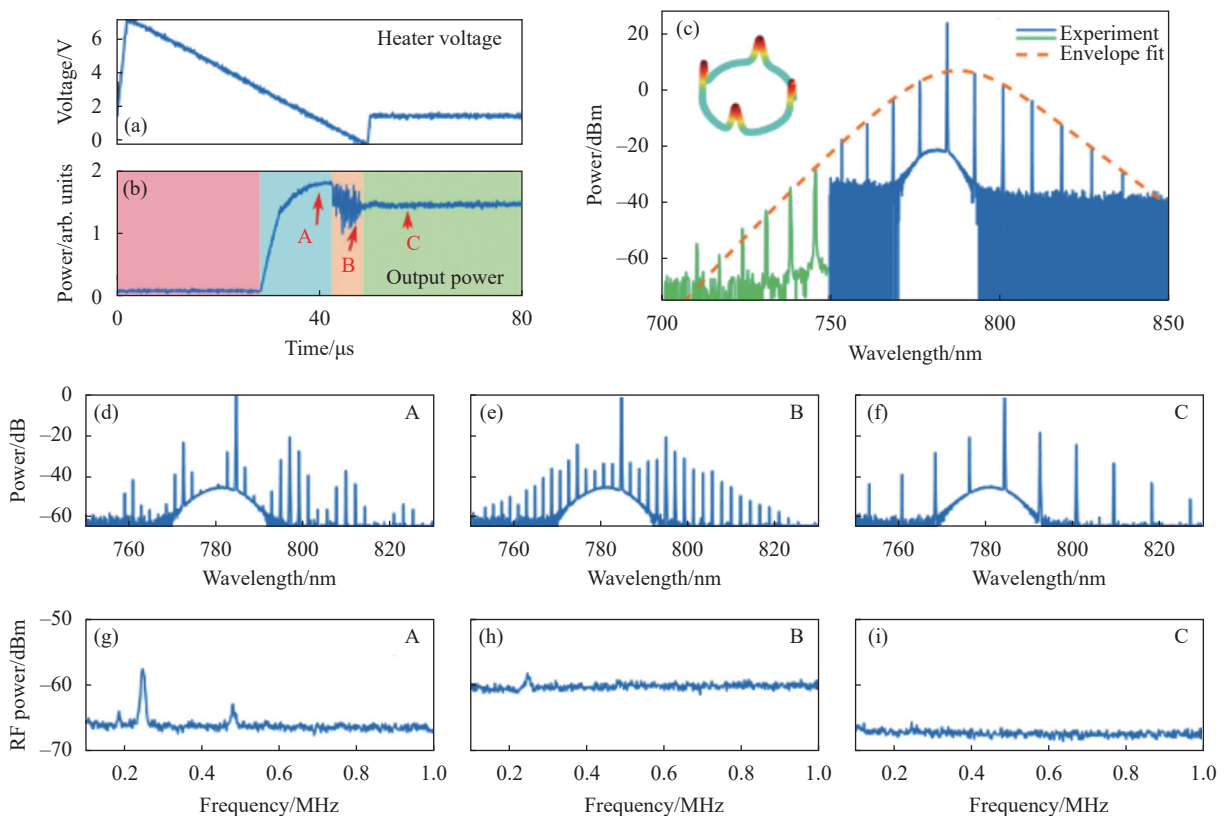 Voltage/V
6
4
2
0
(a)
Heater voltage
Power/arb. units
2
1
0
(b)
A
B
C
Output power
0
40
80
Time/μs
(c)
Experiment
Envelope fit
Power/dBm
20
0
−20
−40
−60
700
750
800
850
Wavelength/nm
(d)
A
(e)
B
(f)
C
Power/dB
0
−20
−40
−60
760 780 800 820
760 780 800 820
760 780 800 820
Wavelength/nm
Wavelength/nm
Wavelength/nm
(g)
A
(h)
B
(i)
C
RF power/dBm
−50
−60
−70
0.2 0.4 0.6 0.8 1.0
0.2 0.4 0.6 0.8 1.0
0.2 0.4 0.6 0.8 1.0
Frequency/MHz
Frequency/MHz
Frequency/MHz